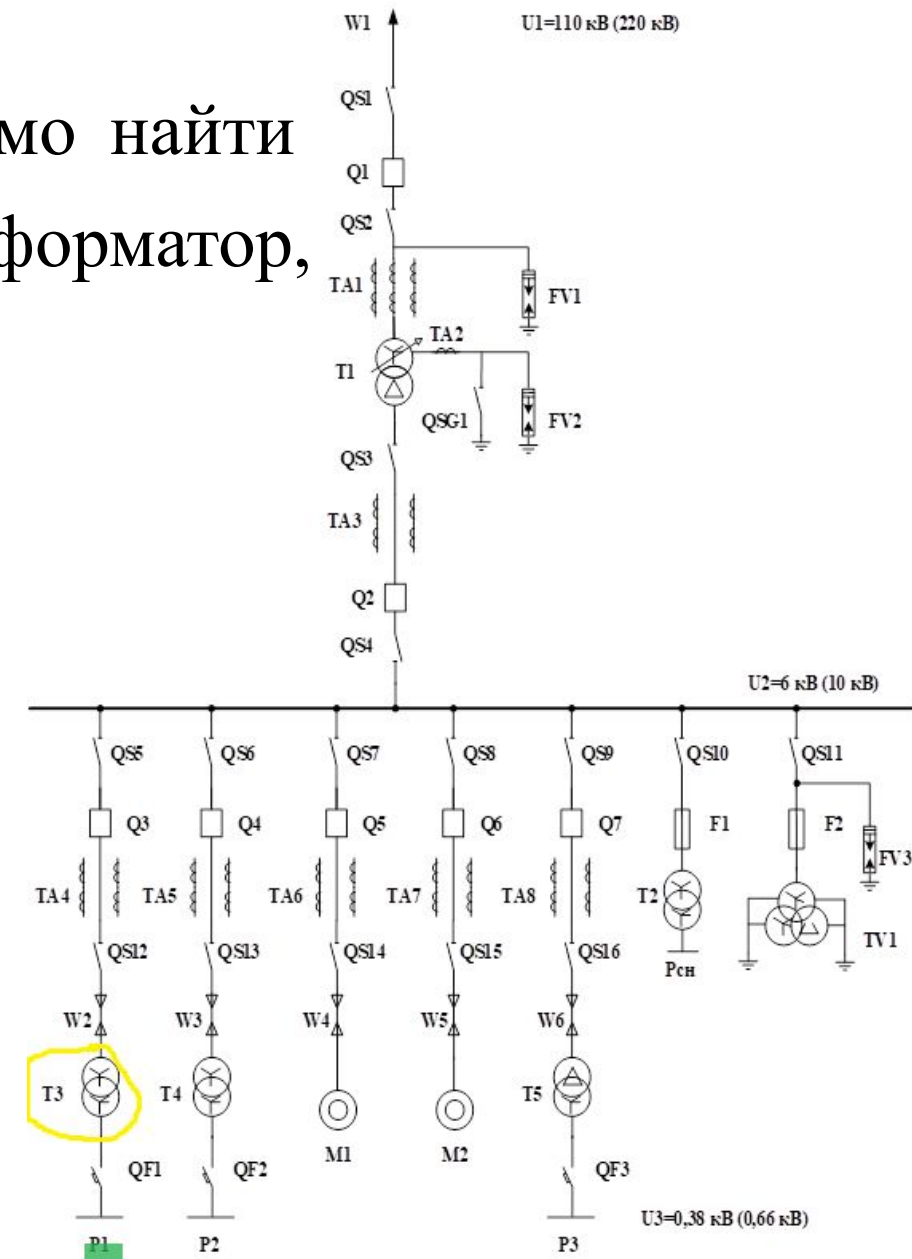 W1 U1=110 кВ (220 кВ)
QS1
мо найти
Q1
QS2
форматор,
TA1 FV1
TA2
T1
QSG1 FV2
QS3
TA3
Q2
QS4
U2=6 кВ (10 кВ)
QS5 QS6 QS7 QS8 QS9 QS10 QS11
Q3 Q4 Q5 Q6 Q7 F1 F2
FV3
TA4 TA5 TA6 TA7 TA8 T2
TV1
QS12 QS13 QS14 QS15 QS16
Pсн
W2 W3 W4 W5 W6
T3 T4 T5
M1 M2
QF1 QF2 QF3
U3=0,38 кВ (0,66 кВ)
P1 P2 P3